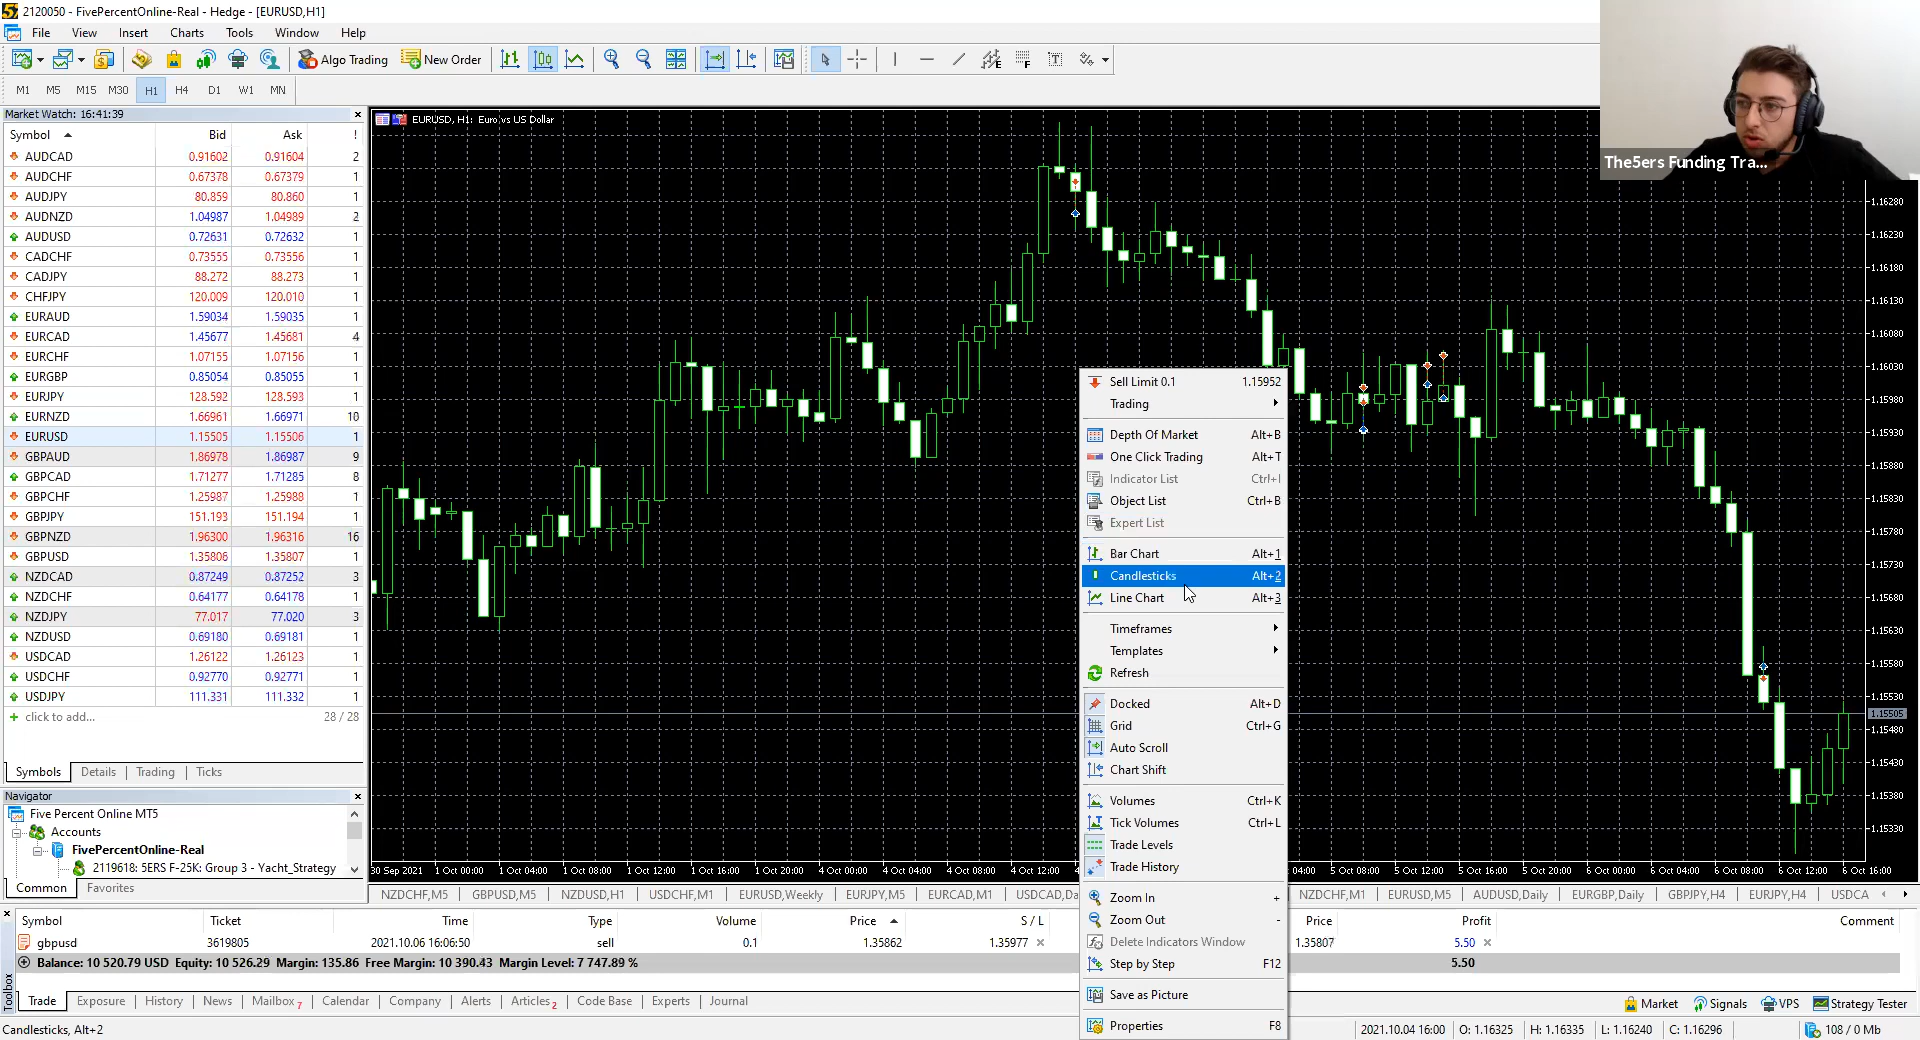 2120050 - FivePercentOnline-Real - Hedge - [EURUSD,H1]
File View Insert Charts Tools Window Help
Algo Trading New Order
M1 M5 M15 M30 H1 H4 D1 W1 MN
Market Watch: 16:41:39
Symbol Bid Ask !
AUDCAD 0.91602 0.91604 2
AUDCHF 0.67378 0.67379 1
AUDJPY 80.859 80.860 1
AUDNZD 1.04987 1.04989 2
AUDUSD 0.72631 0.72632 1
CADCHF 0.73555 0.73556 1
CADJPY 88.272 88.273 1
CHFJPY 120.009 120.010 1
EURAUD 1.59034 1.59035 1
EURCAD 1.45677 1.45681 4
EURCHF 1.07155 1.07156 1
EURGBP 0.85054 0.85055 1
EURJPY 128.592 128.593 1
EURNZD 1.66961 1.66971 10
EURUSD 1.15505 1.15506 1
GBPAUD 1.86978 1.86987 9
GBPCAD 1.71277 1.71285 8
GBPCHF 1.25987 1.25988 1
GBPJPY 151.193 151.194 1
GBPNZD 1.96300 1.96316 16
GBPUSD 1.35806 1.35807 1
NZDCAD 0.87249 0.87252 3
NZDCHF 0.64177 0.64178 1
NZDJPY 77.017 77.020 3
NZDUSD 0.69180 0.69181 1
USDCAD 1.26122 1.26123 1
USDCHF 0.92770 0.92771 1
USDJPY 111.331 111.332 1
click to add... 28 / 28
Symbols Details Trading Ticks
Navigator
Five Percent Online MT5
Accounts
FivePercentOnline-Real
2119618: 5ERS F-25K: Group 3 - Yacht_Strategy
Common Favorites
EURUSD, H1: Euro vs US Dollar
The5ers Funding Tra...
1.16280
1.16230
1.16180
1.16130
1.16080
1.16030
1.15980
1.15930
1.15880
1.15830
1.15780
1.15730
1.15680
1.15630
1.15580
1.15530
1.15505
1.15480
1.15430
1.15380
1.15330
Sell Limit 0.1 1.15952
Trading
Depth Of Market Alt+B
One Click Trading Alt+T
Indicator List Ctrl+I
Object List Ctrl+B
Expert List
Bar Chart Alt+1
Candlesticks Alt+2
Line Chart Alt+3
Timeframes
Templates
Refresh
Docked Alt+D
Grid Ctrl+G
Auto Scroll
Chart Shift
Volumes Ctrl+K
Tick Volumes Ctrl+L
Trade Levels
Trade History
Zoom In +
Zoom Out -
Delete Indicators Window
Step by Step F12
Save as Picture
Properties F8
30 Sep 2021 1 Oct 00:00 1 Oct 04:00 1 Oct 08:00 1 Oct 12:00 1 Oct 16:00 1 Oct 20:00 4 Oct 00:00 4 Oct 04:00 4 Oct 08:00 4 Oct 12:00 04:00 5 Oct 08:00 5 Oct 12:00 5 Oct 16:00 5 Oct 20:00 6 Oct 00:00 6 Oct 04:00 6 Oct 08:00 6 Oct 12:00 6 Oct 16:00
NZDCHF,M5 GBPUSD,M5 NZDUSD,H1 USDCHF,M1 EURUSD,Weekly EURJPY,M5 EURCAD,M1 USDCAD,Da NZDCHF,M1 EURUSD,M5 AUDUSD,Daily EURGBP,Daily GBPJPY,H4 EURJPY,H4 USDCA
Symbol Ticket Time Type Volume Price S / L Price Profit Comment
gbpusd 3619805 2021.10.06 16:06:50 sell 0.1 1.35862 1.35977 1.35807 5.50
Balance: 10 520.79 USD Equity: 10 526.29 Margin: 135.86 Free Margin: 10 390.43 Margin Level: 7 747.89 % 5.50
Toolbox
Trade Exposure History News Mailbox 7 Calendar Company Alerts Articles 2 Code Base Experts Journal
Market Signals VPS Strategy Tester
Candlesticks, Alt+2
2021.10.04 16:00 O: 1.16325 H: 1.16335 L: 1.16240 C: 1.16296 108 / 0 Mb